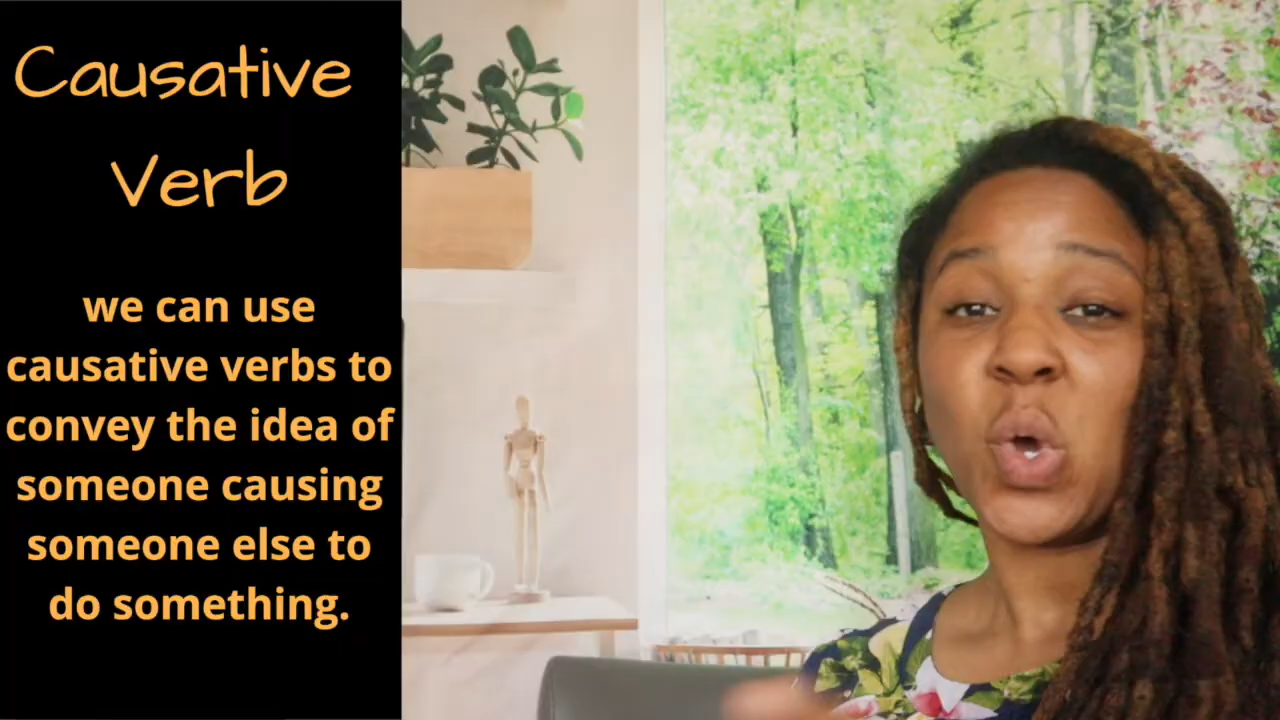 Causative
Verb
we can use
causative verbs to
convey the idea of
someone causing
someone else to
do something.